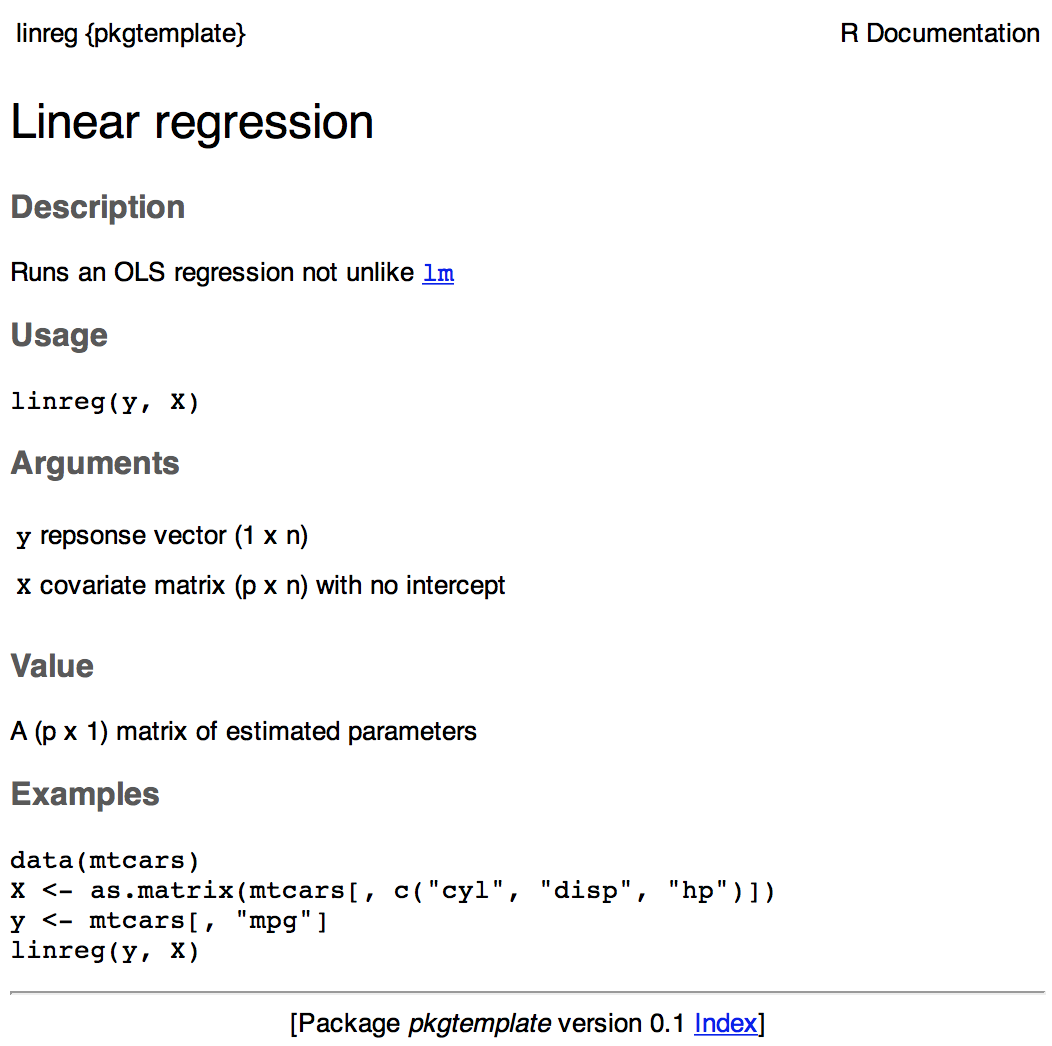 linreg {pkgtemplate} R Documentation
Linear regression
Description
Runs an OLS regression not unlike lm
Usage
linreg(y, X)
Arguments
y repsonse vector (1 x n)
X covariate matrix (p x n) with no intercept
Value
A (p x 1) matrix of estimated parameters
Examples
data(mtcars)
X <- as.matrix(mtcars[, c("cyl", "disp", "hp")])
y <- mtcars[, "mpg"]
linreg(y, X)
[Package pkgtemplate version 0.1 Index]